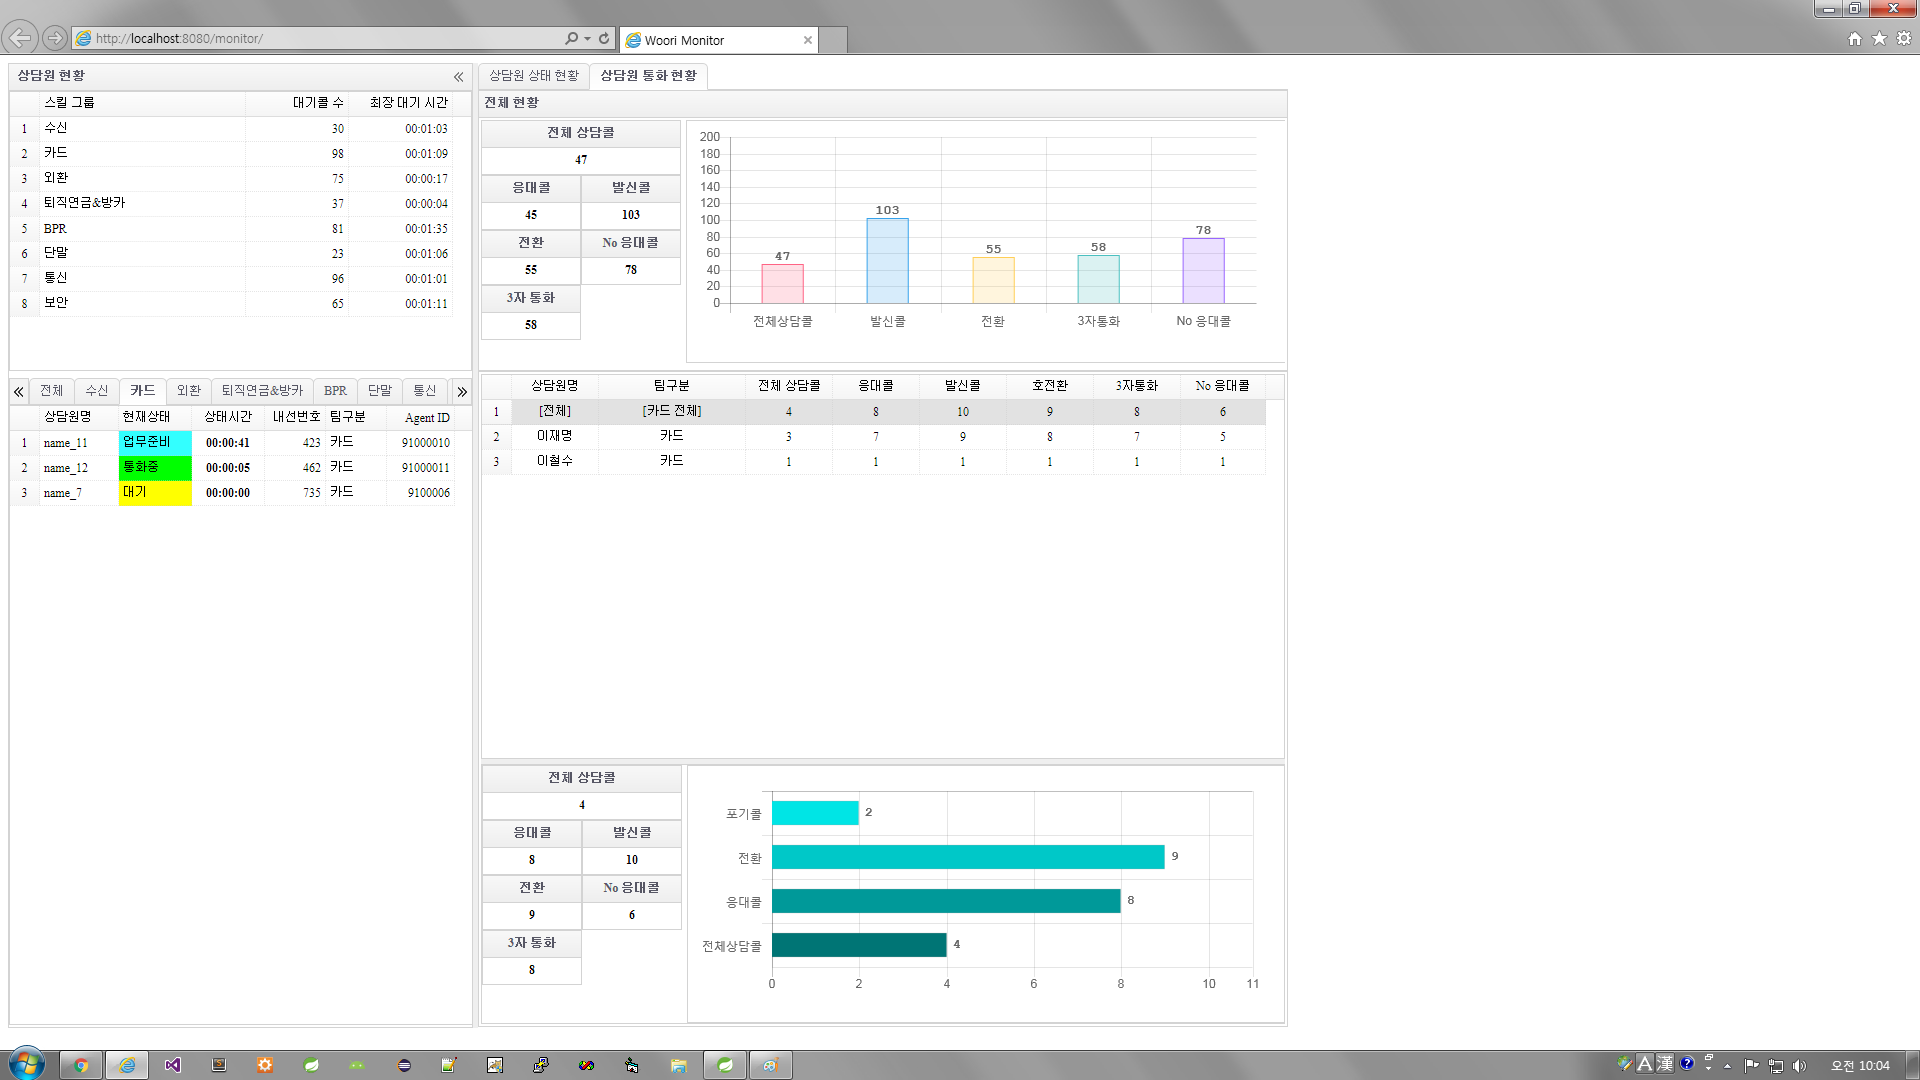 http://localhost:8080/monitor/
Woori Monitor
상담원 현황
스킬 그룹 대기콜 수 최장 대기 시간
1 수신 30 00:01:03
2 카드 98 00:01:09
3 외환 75 00:00:17
4 퇴직연금&방카 37 00:00:04
5 BPR 81 00:01:35
6 단말 23 00:01:06
7 통신 96 00:01:01
8 보안 65 00:01:11
전체 수신 카드 외환 퇴직연금&방카 BPR 단말 통신
상담원명 현재상태 상태시간 내선번호 팀구분 Agent ID
1 name_11 업무준비 00:00:41 423 카드 91000010
2 name_12 통화중 00:00:05 462 카드 91000011
3 name_7 대기 00:00:00 735 카드 9100006
상담원 상태 현황 상담원 통화 현황
전체 현황
전체 상담콜
47
응대콜 발신콜
45 103
전환 No 응대콜
55 78
3자 통화
58
200
180
160
140
120
100
80
60
40
20
0
47 103 55 58 78
전체상담콜 발신콜 전환 3자통화 No 응대콜
상담원명 팀구분 전체 상담콜 응대콜 발신콜 호전환 3자통화 No 응대콜
1 [전체] [카드 전체] 4 8 10 9 8 6
2 이재명 카드 3 7 9 8 7 5
3 이철수 카드 1 1 1 1 1 1
전체 상담콜
4
응대콜 발신콜
8 10
전환 No 응대콜
9 6
3자 통화
8
포기콜 2
전환 9
응대콜 8
전체상담콜 4
0 2 4 6 8 10 11
A 漢 오전 10:04